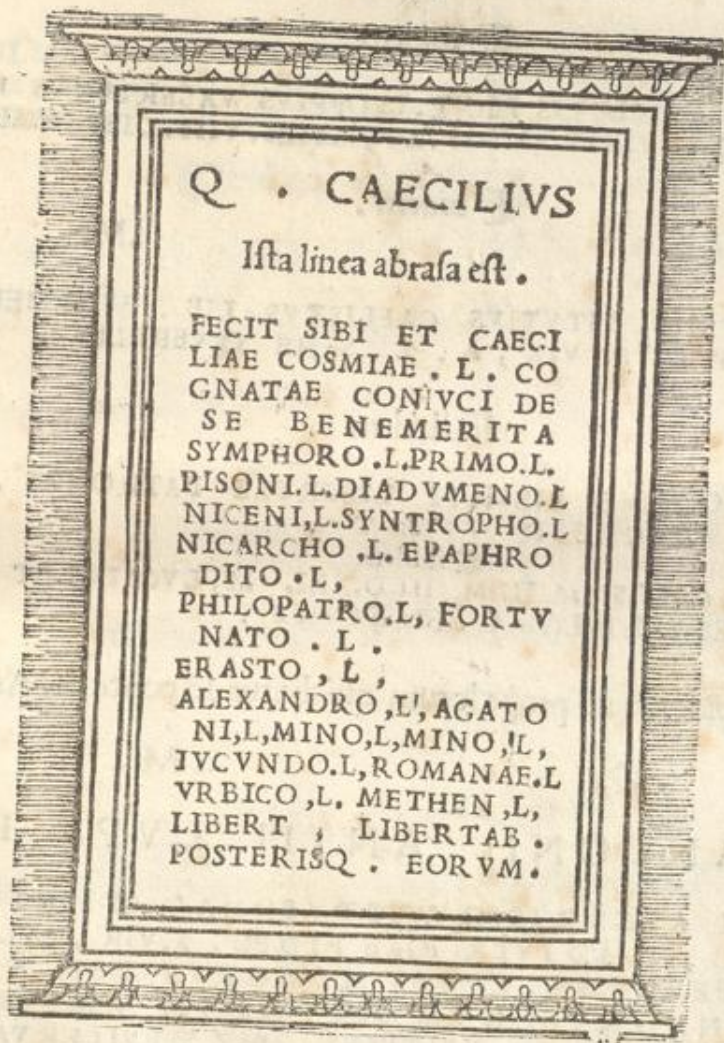 Q . CAECILIVS
Iſta linea abraſa eſt .
FECIT SIBI ET CAECI
LIAE COSMIAE . L . CO
GNATAE CONIVCI DE
SE BENEMERITA
SYMPHORO .L.PRIMO.L.
PISONI.L.DIADVMENO.L
NICENI,L.SYNTROPHO.L
NICARCHO .L.EPAPHRO
DITO .L,
PHILOPATRO.L, FORTV
NATO . L .
ERASTO , L ,
ALEXANDRO ,L', AGATO
NI,L,MINO,L,MINO,'L,
IVCVNDO.L,ROMANAE.L
VRBICO ,L. METHEN ,L,
LIBERT , LIBERTAB .
POSTERISQ . EORVM .